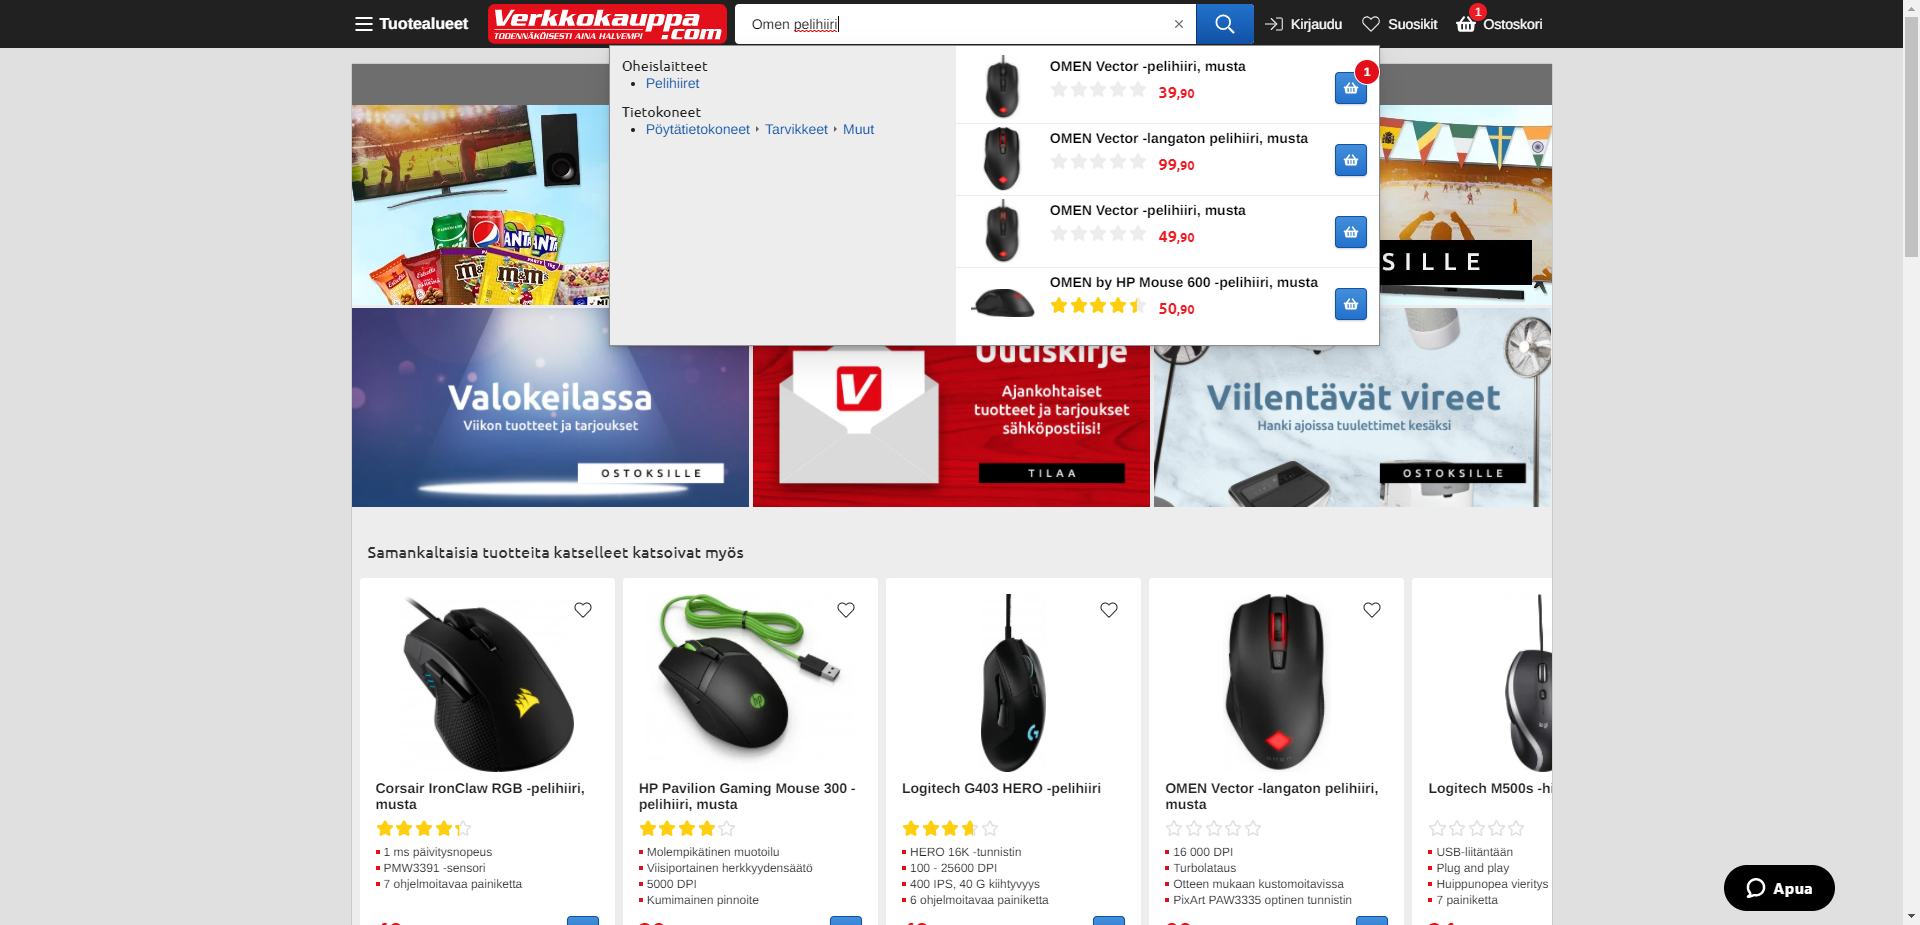 Tuotealueet
Verkkokauppa.com
TODENNÄKÖISESTI AINA HALVEMPI
Omen pelihiiri
Kirjaudu
Suosikit
1
Ostoskori
Oheislaitteet
Pelihiiret
Tietokoneet
Pöytätietokoneet
Tarvikkeet
Muut
OMEN Vector -pelihiiri, musta
39,90
1
OMEN Vector -langaton pelihiiri, musta
99,90
OMEN Vector -pelihiiri, musta
49,90
OMEN by HP Mouse 600 -pelihiiri, musta
50,90
SILLE
Valokeilassa
Viikon tuotteet ja tarjoukset
OSTOKSILLE
Uutiskirje
Ajankohtaiset
tuotteet ja tarjoukset
sähköpostiisi!
TILAA
Viilentävät vireet
Hanki ajoissa tuulettimet kesäksi
OSTOKSILLE
Samankaltaisia tuotteita katselleet katsoivat myös
Corsair IronClaw RGB -pelihiiri,
musta
1 ms päivitysnopeus
PMW3391 -sensori
7 ohjelmoitavaa painiketta
HP Pavilion Gaming Mouse 300 -
pelihiiri, musta
Molempikätinen muotoilu
Viisiportainen herkkyydensäätö
5000 DPI
Kumimainen pinnoite
Logitech G403 HERO -pelihiiri
HERO 16K -tunnistin
100 - 25600 DPI
400 IPS, 40 G kiihtyvyys
6 ohjelmoitavaa painiketta
OMEN Vector -langaton pelihiiri,
musta
16 000 DPI
Turbolataus
Otteen mukaan kustomoitavissa
PixArt PAW3335 optinen tunnistin
Logitech M500s -hi
USB-liitäntään
Plug and play
Huippunopea vieritys
7 painiketta
Apua